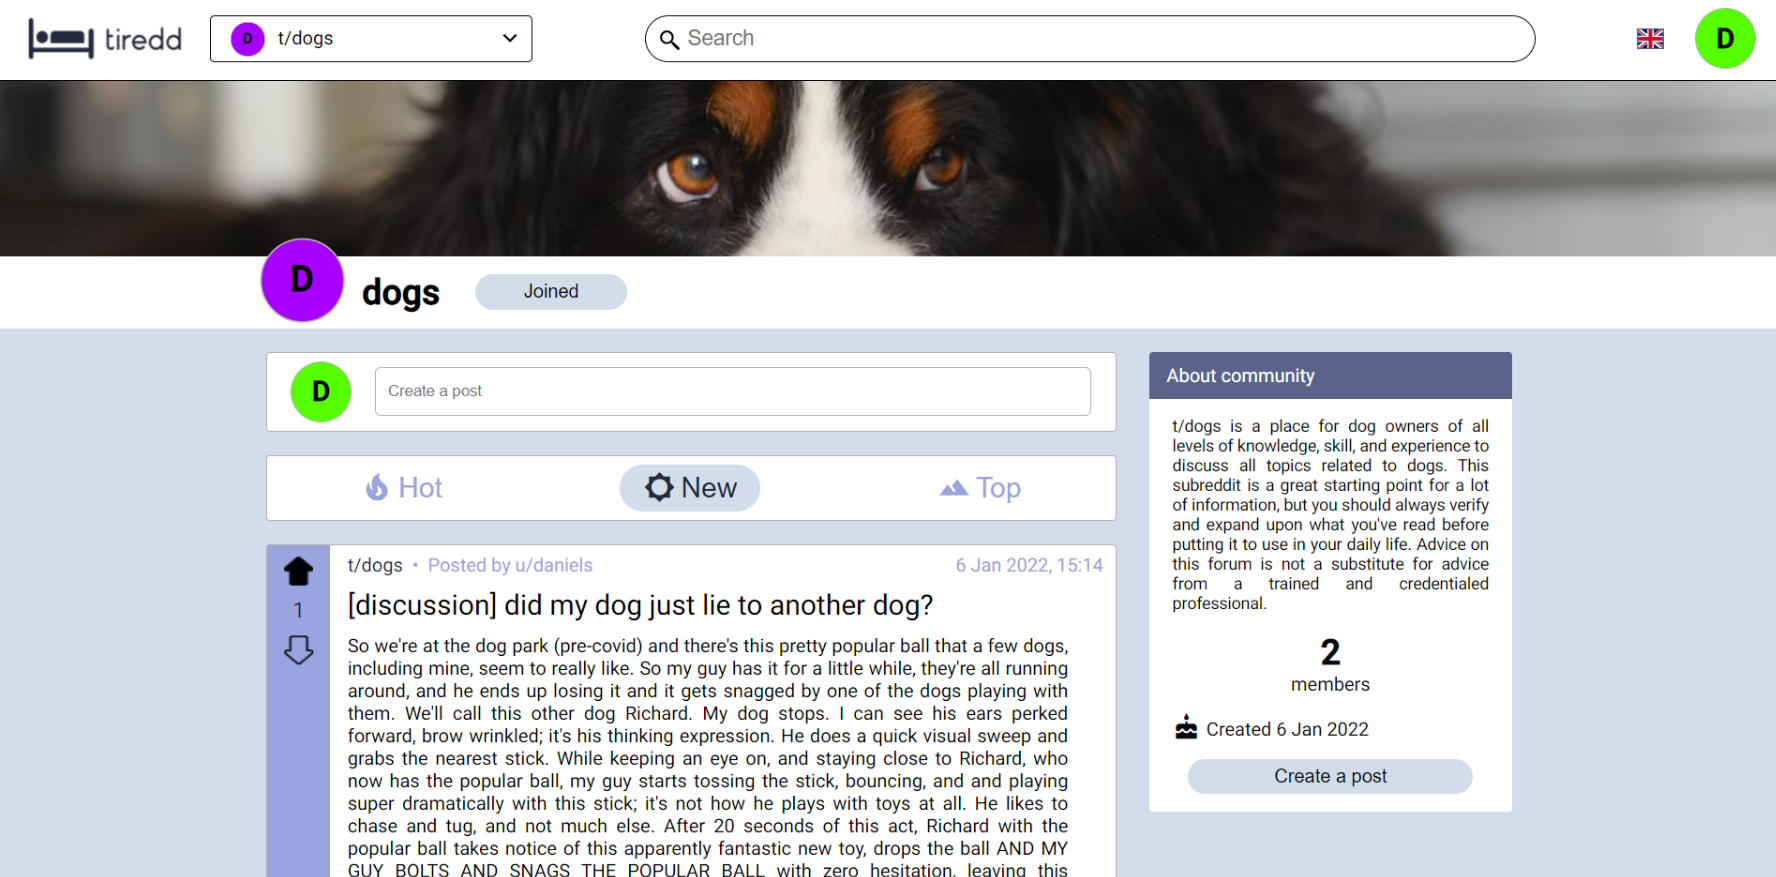 tiredd
D t/dogs
Search
D
D
dogs
Joined
D
Create a post
Hot
New
Top
1
t/dogs • Posted by u/daniels
6 Jan 2022, 15:14
[discussion] did my dog just lie to another dog?
So we're at the dog park (pre-covid) and there's this pretty popular ball that a few dogs,
including mine, seem to really like. So my guy has it for a little while, they're all running
around, and he ends up losing it and it gets snagged by one of the dogs playing with
them. We'll call this other dog Richard. My dog stops. I can see his ears perked
forward, brow wrinkled; it's his thinking expression. He does a quick visual sweep and
grabs the nearest stick. While keeping an eye on, and staying close to Richard, who
now has the popular ball, my guy starts tossing the stick, bouncing, and and playing
super dramatically with this stick; it's not how he plays with toys at all. He likes to
chase and tug, and not much else. After 20 seconds of this act, Richard with the
popular ball takes notice of this apparently fantastic new toy, drops the ball AND MY
GUY BOLTS AND SNAGS THE POPULAR BALL with zero hesitation, leaving this
About community
t/dogs is a place for dog owners of all
levels of knowledge, skill, and experience to
discuss all topics related to dogs. This
subreddit is a great starting point for a lot
of information, but you should always verify
and expand upon what you've read before
putting it to use in your daily life. Advice on
this forum is not a substitute for advice
from a trained and credentialed
professional.
2
members
Created 6 Jan 2022
Create a post